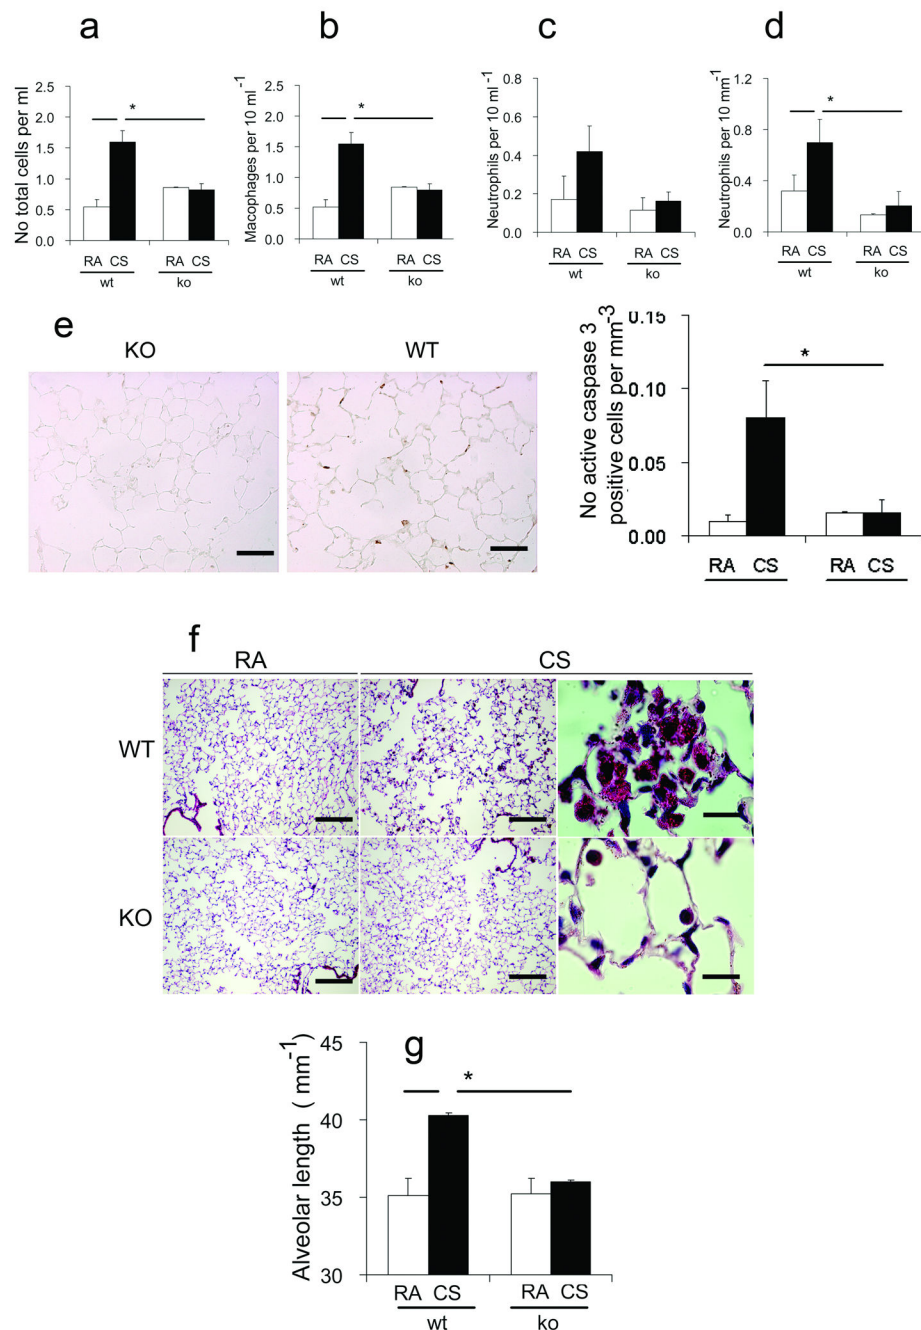 a
No total cells per ml
2.5
2.0
1.5
1.0
0.5
0.0
*
RA CS RA CS
wt ko
b
Macophages per 10 ml-1
2.5
2.0
1.5
1.0
0.5
0.0
*
RA CS RA CS
wt ko
c
Neutrophils per 10 ml-1
0.8
0.4
0.2
0.0
RA CS RA CS
wt ko
d
Neutrophils per 10 mm-1
1.2
0.8
0.4
0.0
*
RA CS RA CS
wt ko
e
KO WT
No active caspase 3
positive cells per mm-3
0.15
0.10
0.05
0.00
*
RA CS RA CS
f
RA CS
WT
KO
g
Alveolar length ( mm-1)
45
40
35
30
*
RA CS RA CS
wt ko